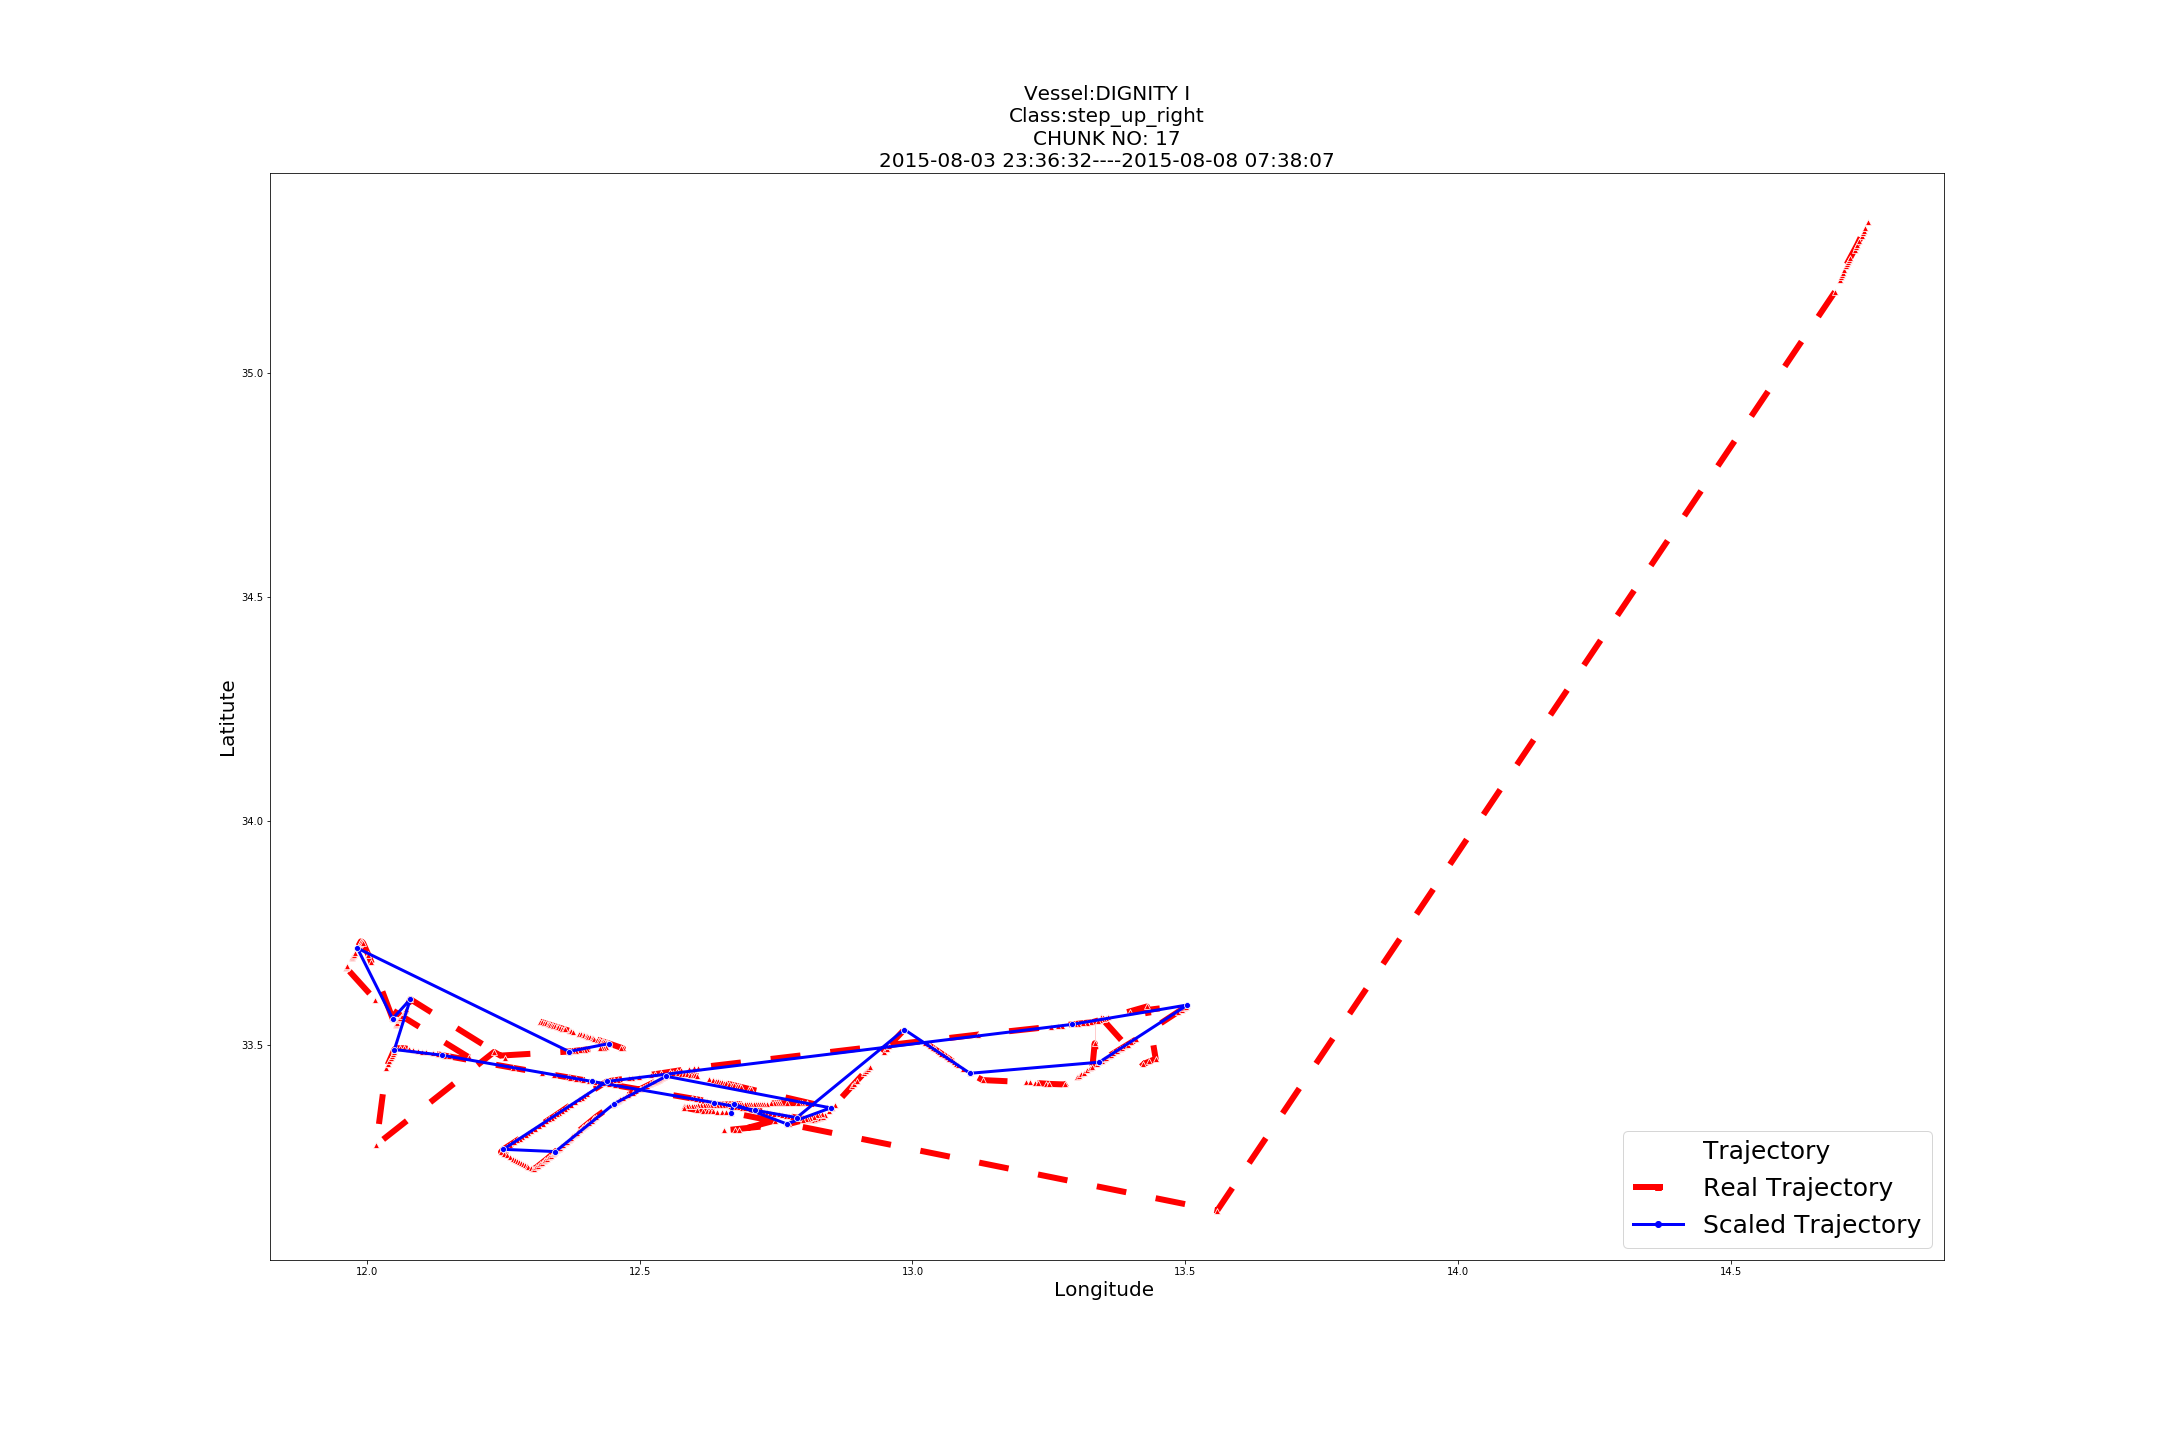 Vessel:DIGNITY I
Class:step_up_right
CHUNK NO: 17
2015-08-03 23:36:32----2015-08-08 07:38:07
35.0
34.5
34.0
33.5
Latitute
12.0 12.5 13.0 13.5 14.0 14.5
Longitude
Trajectory
Real Trajectory
Scaled Trajectory